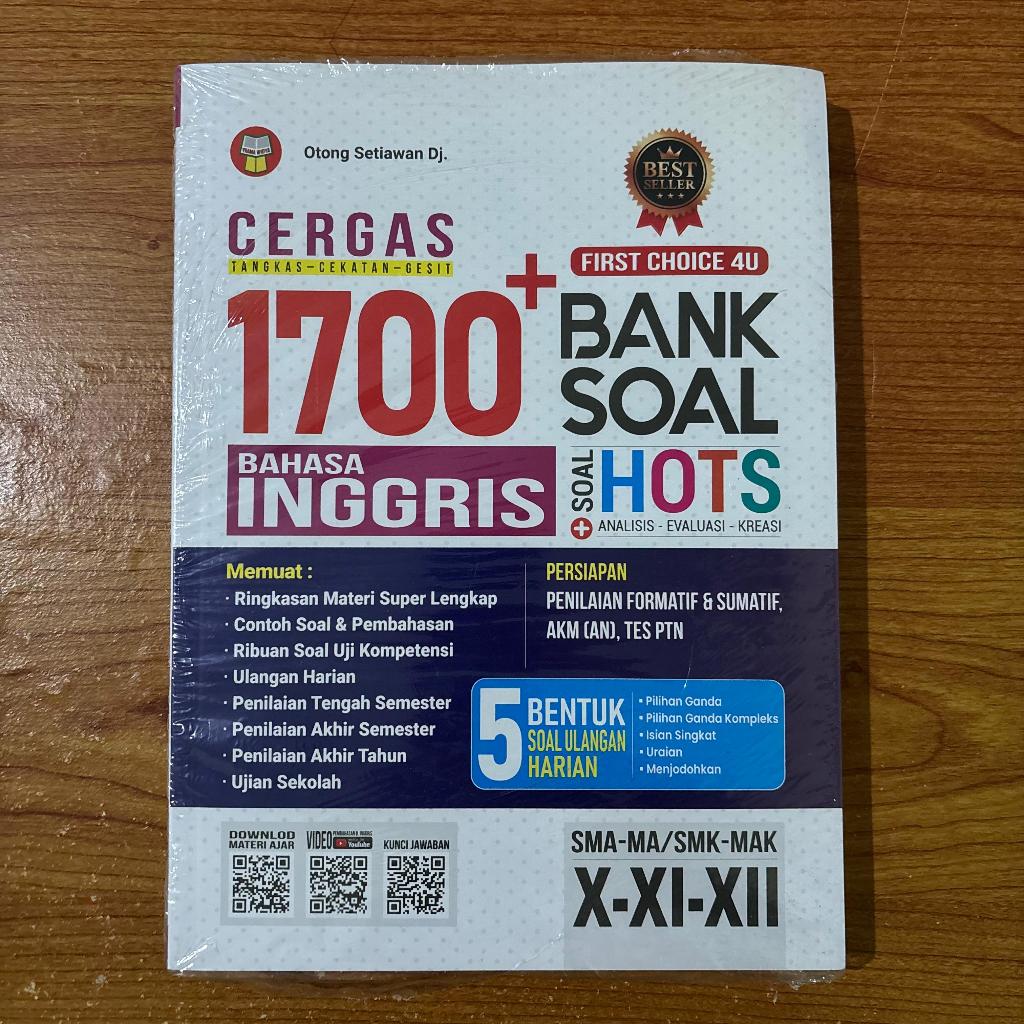 YRAMA WIDYA
Otong Setiawan Dj.
BEST
SELLER
CERGAS
TANGKAS-CEKATAN-GESIT
FIRST CHOICE 4U
1700+
BANK
SOAL
BAHASA
INGGRIS
+ SOAL HOTS
ANALISIS - EVALUASI - KREASI
Memuat :
· Ringkasan Materi Super Lengkap
· Contoh Soal & Pembahasan
· Ribuan Soal Uji Kompetensi
· Ulangan Harian
· Penilaian Tengah Semester
· Penilaian Akhir Semester
· Penilaian Akhir Tahun
· Ujian Sekolah
PERSIAPAN
PENILAIAN FORMATIF & SUMATIF,
AKM (AN), TES PTN
5 BENTUK
SOAL ULANGAN
HARIAN
▪ Pilihan Ganda
▪ Pilihan Ganda Kompleks
▪ Isian Singkat
▪ Uraian
▪ Menjodohkan
DOWNLOD
MATERI AJAR
VIDEO
YouTube
KUNCI JAWABAN
SMA-MA/SMK-MAK
X-XI-XII